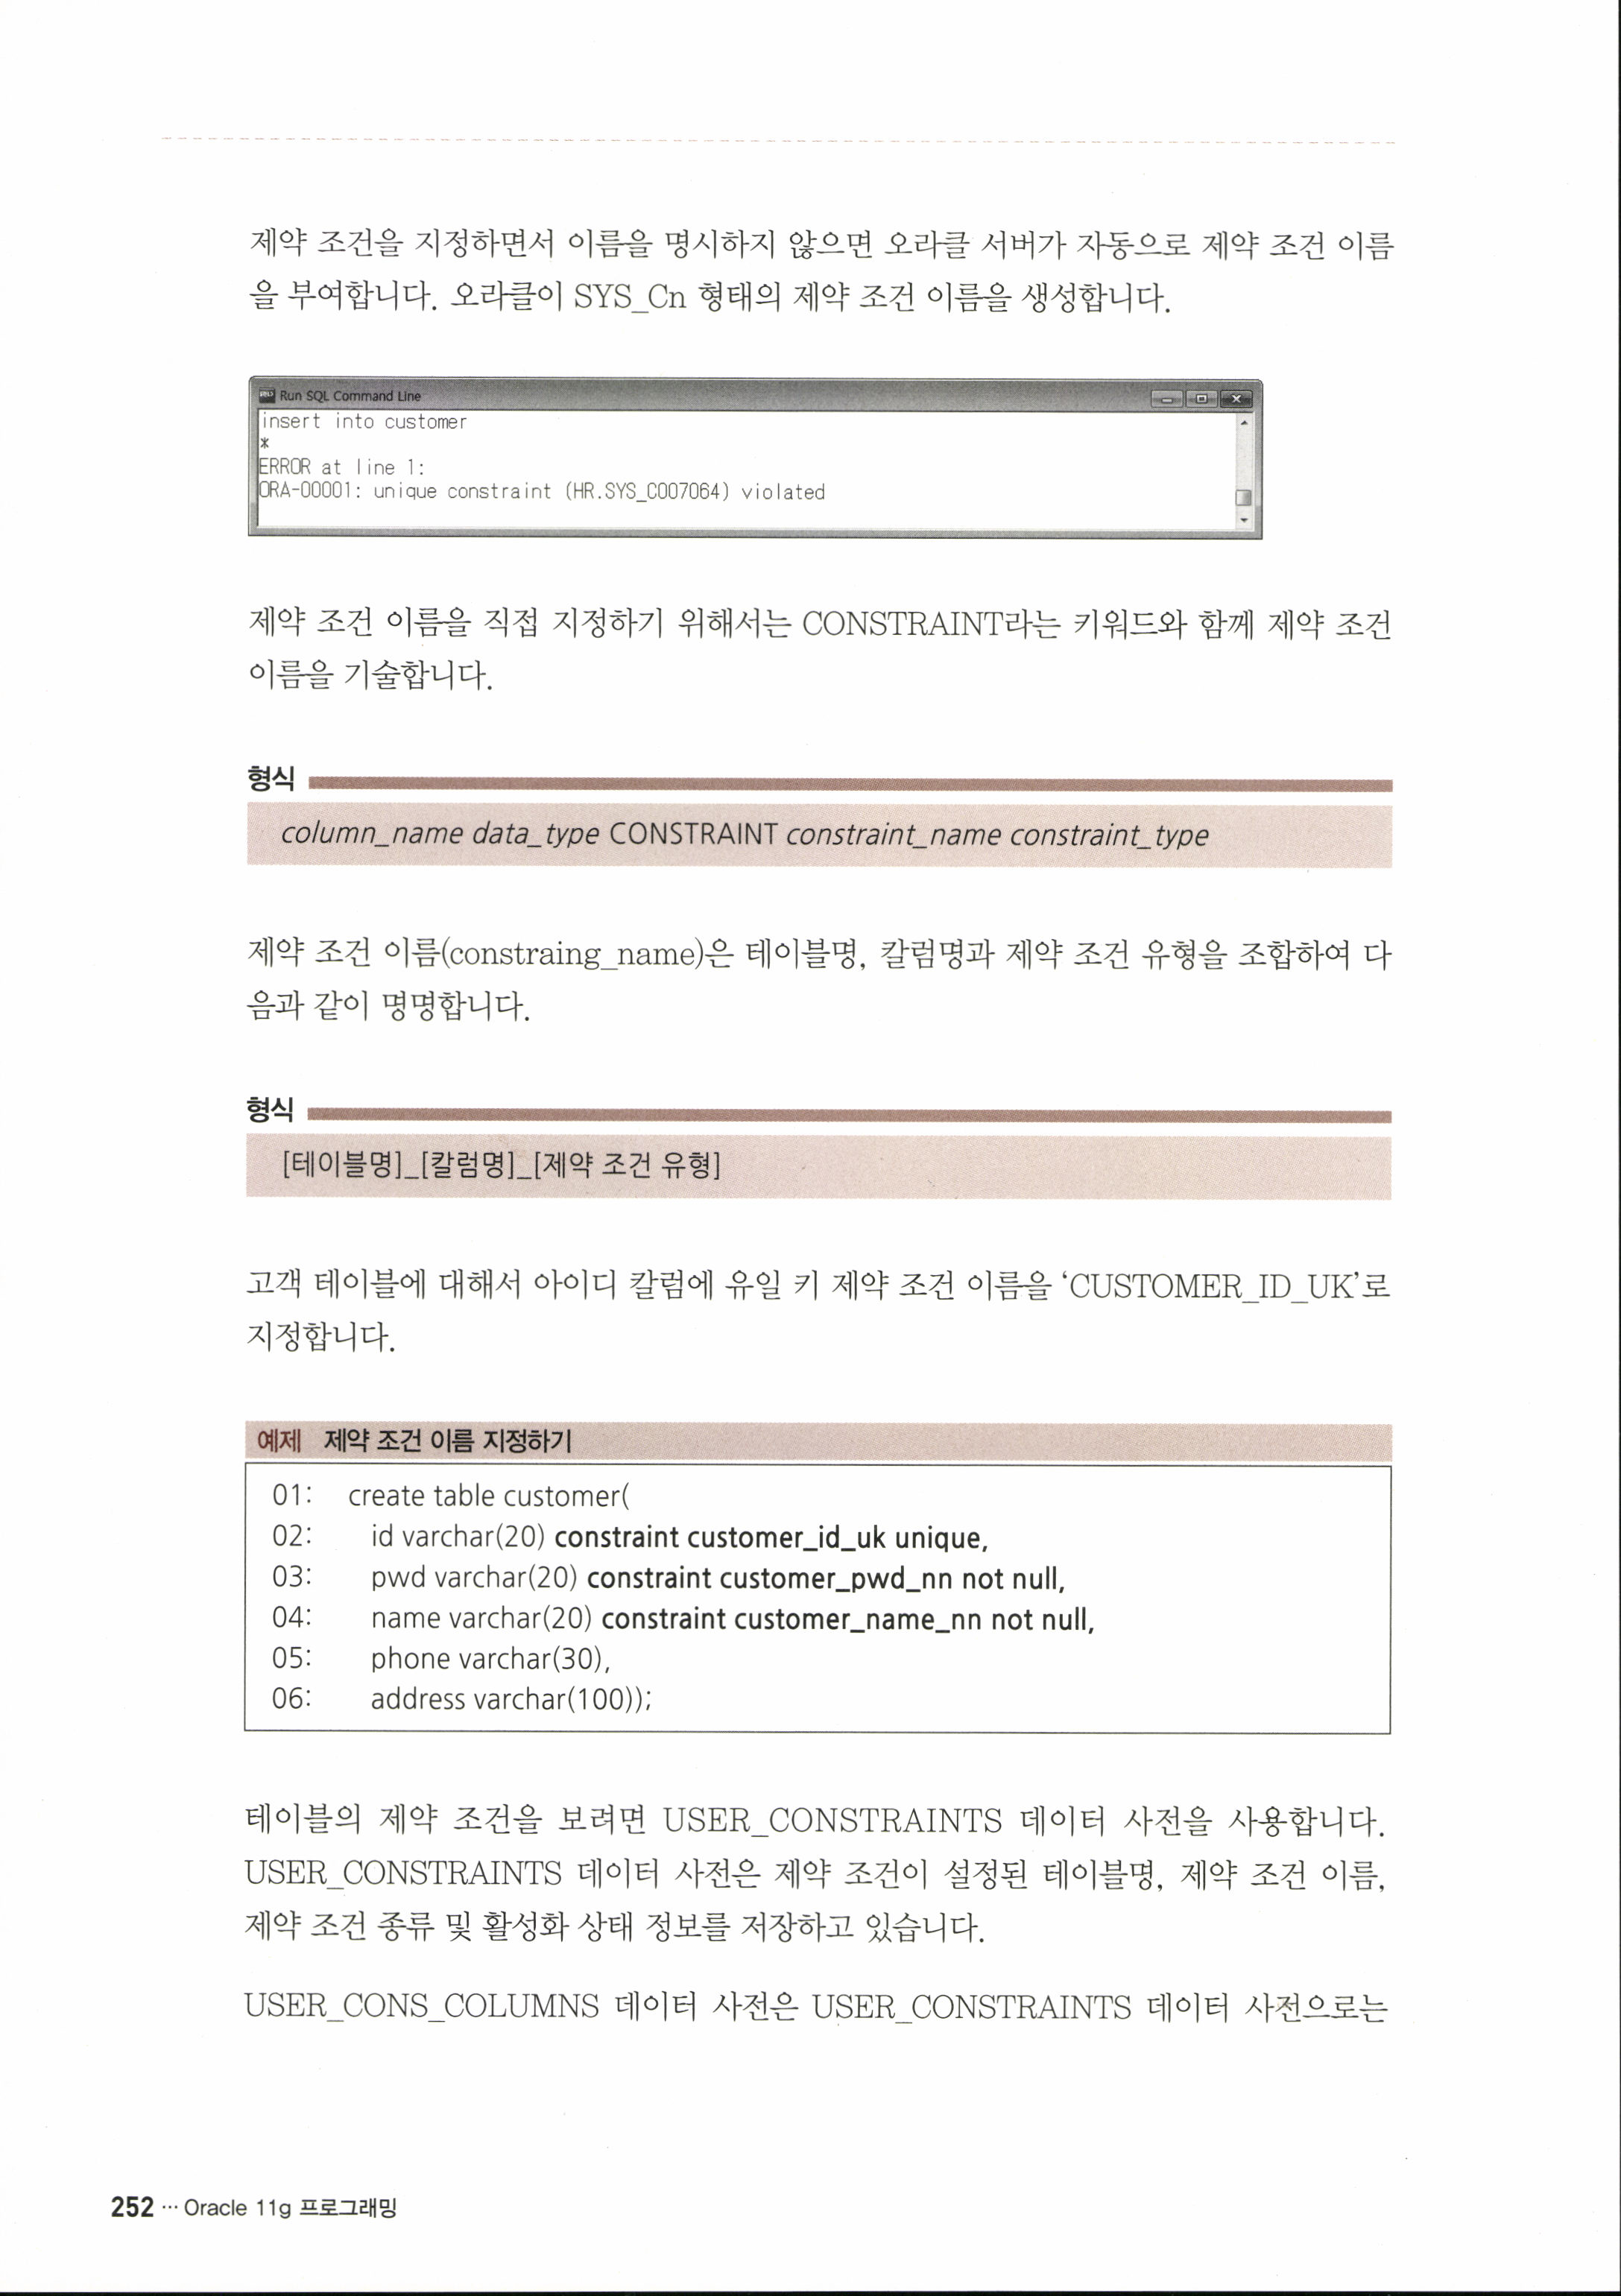 제약 조건을 지정하면서 이름을 명시하지 않으면 오라클 서버가 자동으로 제약 조건 이름
을 부여합니다. 오라클이 SYS_Cn 형태의 제약 조건 이름을 생성합니다.
Run SQL Command Line
insert into customer
*
ERROR at line 1:
ORA-00001: unique constraint (HR.SYS_C007064) violated
제약 조건 이름을 직접 지정하기 위해서는 CONSTRAINT라는 키워드와 함께 제약 조건
이름을 기술합니다.
형식
column_name data_type CONSTRAINT constraint_name constraint_type
제약 조건 이름(constraing_name)은 테이블명, 칼럼명과 제약 조건 유형을 조합하여 다
음과 같이 명명합니다.
형식
[테이블명]_[칼럼명]_[제약 조건 유형]
고객 테이블에 대해서 아이디 칼럼에 유일 키 제약 조건 이름을 ‘CUSTOMER_ID_UK’로
지정합니다.
예제 제약 조건 이름 지정하기
01: create table customer(
02: id varchar(20) constraint customer_id_uk unique,
03: pwd varchar(20) constraint customer_pwd_nn not null,
04: name varchar(20) constraint customer_name_nn not null,
05: phone varchar(30),
06: address varchar(100));
테이블의 제약 조건을 보려면 USER_CONSTRAINTS 데이터 사전을 사용합니다.
USER_CONSTRAINTS 데이터 사전은 제약 조건이 설정된 테이블명, 제약 조건 이름,
제약 조건 종류 및 활성화 상태 정보를 저장하고 있습니다.
USER_CONS_COLUMNS 데이터 사전은 USER_CONSTRAINTS 데이터 사전으로는
252 ··· Oracle 11g 프로그래밍